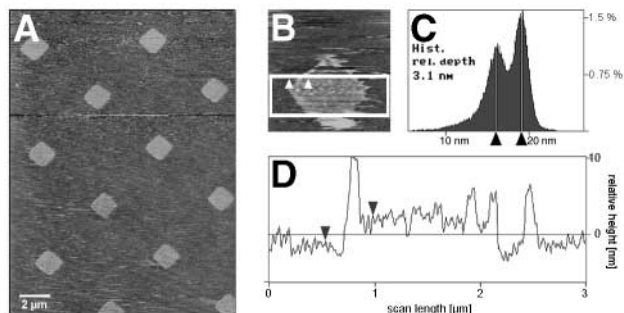 A
2 µm
B
C
Hist.
rel. depth
3.1 nm
1.5 %
0.75 %
10 nm
20 nm
D
10
0
relative height [nm]
0
1
2
3
scan length [µm]